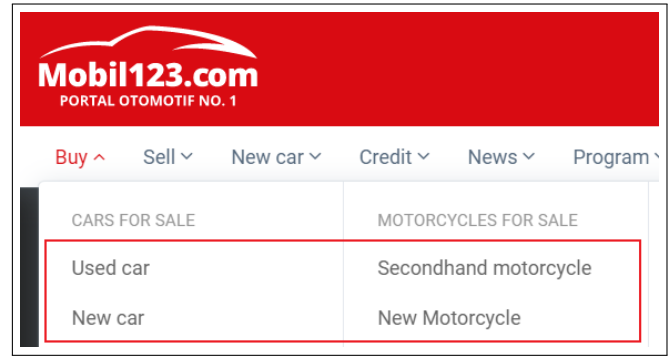 Mobil123.com
PORTAL OTOMOTIF NO. 1
Buy Sell New car Credit News Program
CARS FOR SALE MOTORCYCLES FOR SALE
Used car Secondhand motorcycle
New car New Motorcycle